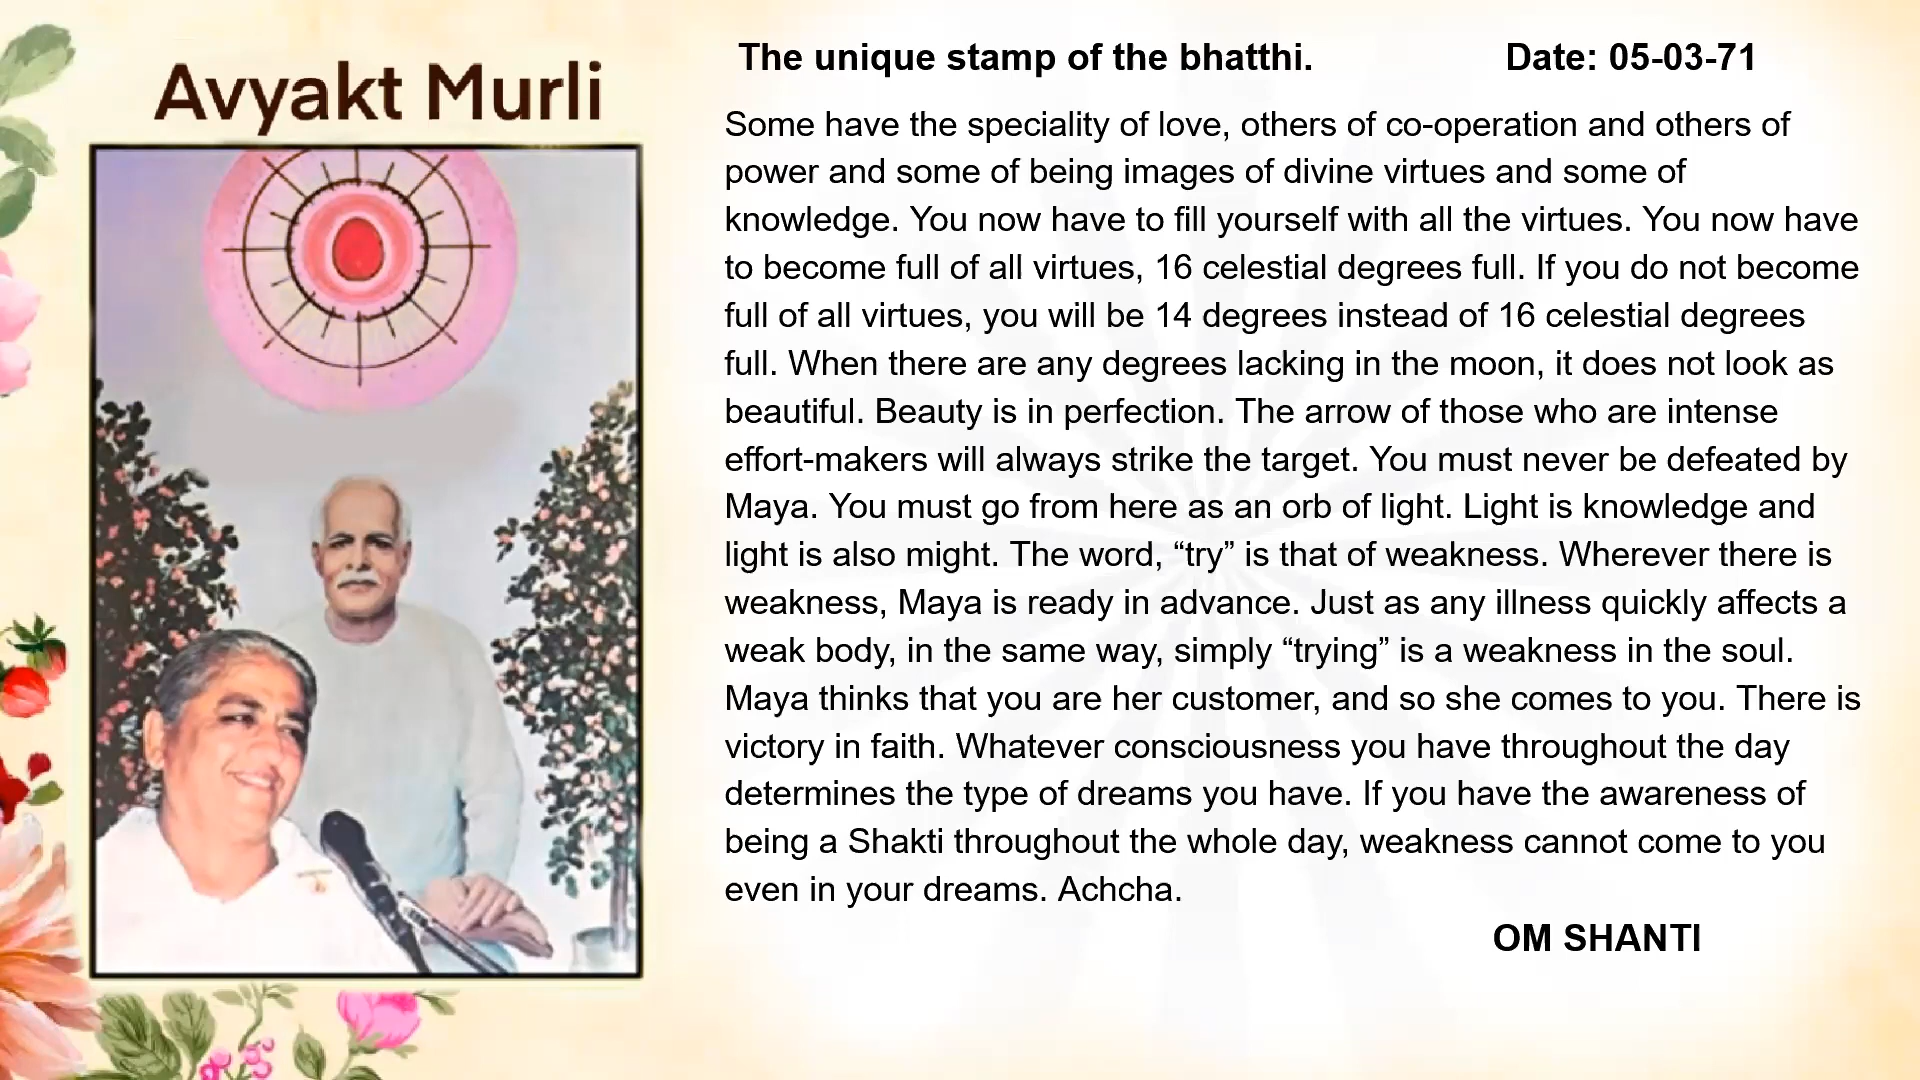 Avyakt Murli
The unique stamp of the bhatthi. Date: 05-03-71
Some have the speciality of love, others of co-operation and others of
power and some of being images of divine virtues and some of
knowledge. You now have to fill yourself with all the virtues. You now have
to become full of all virtues, 16 celestial degrees full. If you do not become
full of all virtues, you will be 14 degrees instead of 16 celestial degrees
full. When there are any degrees lacking in the moon, it does not look as
beautiful. Beauty is in perfection. The arrow of those who are intense
effort-makers will always strike the target. You must never be defeated by
Maya. You must go from here as an orb of light. Light is knowledge and
light is also might. The word, “try” is that of weakness. Wherever there is
weakness, Maya is ready in advance. Just as any illness quickly affects a
weak body, in the same way, simply “trying” is a weakness in the soul.
Maya thinks that you are her customer, and so she comes to you. There is
victory in faith. Whatever consciousness you have throughout the day
determines the type of dreams you have. If you have the awareness of
being a Shakti throughout the whole day, weakness cannot come to you
even in your dreams. Achcha.
OM SHANTI